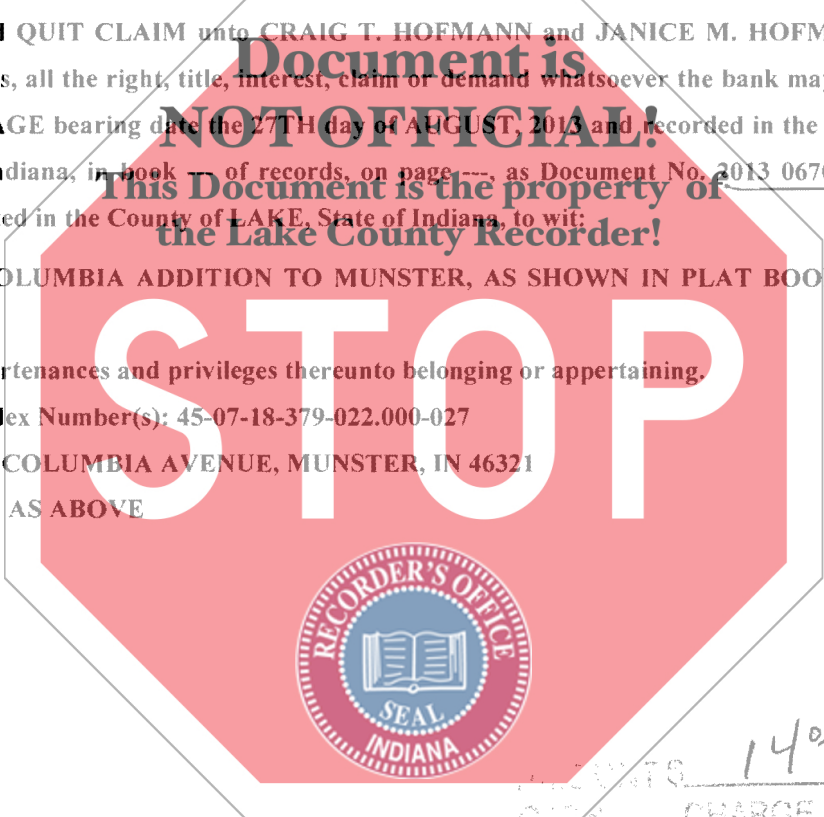 QUIT CLAIM unto CRAIG T. HOFMANN and JANICE M. HOFM
Document is
s, all the right, title, interest, claim or demand whatsoever the bank may
NOT OFFICIAL!
AGE bearing date the 27TH day of AUGUST, 2013 and recorded in the
ndiana, in book --- of records, on page ---, as Document No. 2013 067
This Document is the property of
ed in the County of LAKE, State of Indiana, to wit:
the Lake County Recorder!
OLUMBIA ADDITION TO MUNSTER, AS SHOWN IN PLAT BOO
STOP
rtenances and privileges thereunto belonging or appertaining.
dex Number(s): 45-07-18-379-022.000-027
COLUMBIA AVENUE, MUNSTER, IN 46321
AS ABOVE
RECORDER'S OFFICE
SEAL
INDIANA
14
CHARGE